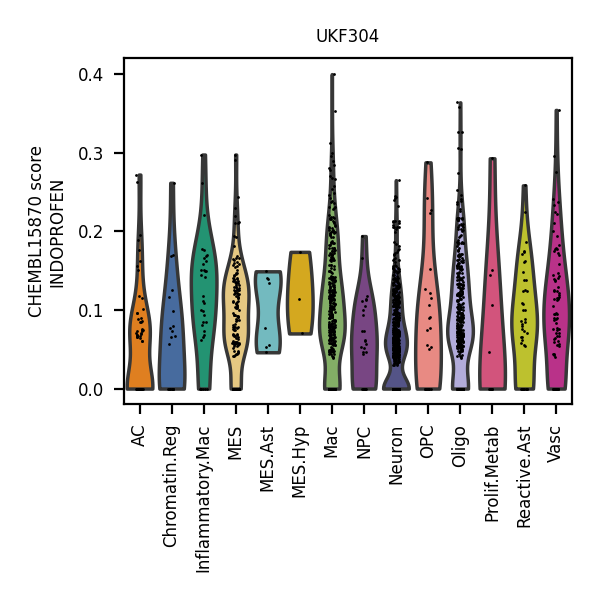 UKF304
CHEMBL15870 score
INDOPROFEN
0.4
0.3
0.2
0.1
0.0
AC
Chromatin.Reg
Inflammatory.Mac
MES
MES.Ast
MES.Hyp
Mac
NPC
Neuron
OPC
Oligo
Prolif.Metab
Reactive.Ast
Vasc